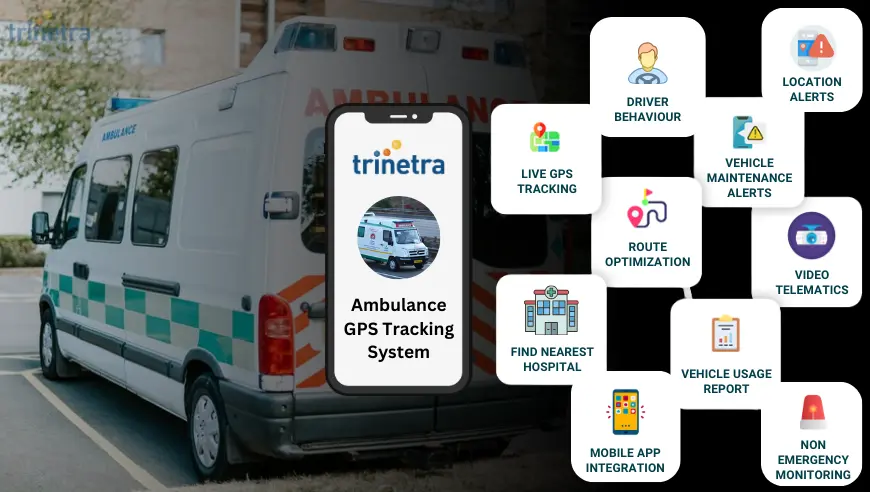 trinetra
AMBULANCE
AMBULANCE
trinetra
Ambulance
GPS Tracking
System
DRIVER
BEHAVIOUR
LOCATION
ALERTS
LIVE GPS
TRACKING
VEHICLE
MAINTENANCE
ALERTS
ROUTE
OPTIMIZATION
VIDEO
TELEMATICS
FIND NEAREST
HOSPITAL
VEHICLE USAGE
REPORT
MOBILE APP
INTEGRATION
NON
EMERGENCY
MONITORING